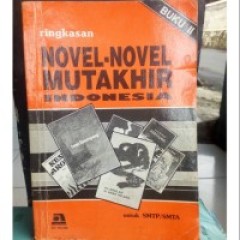 BUKU II
ringkasan
NOVEL-NOVEL
MUTAKHIR
INDONESIA
untuk SMTP/SMTA